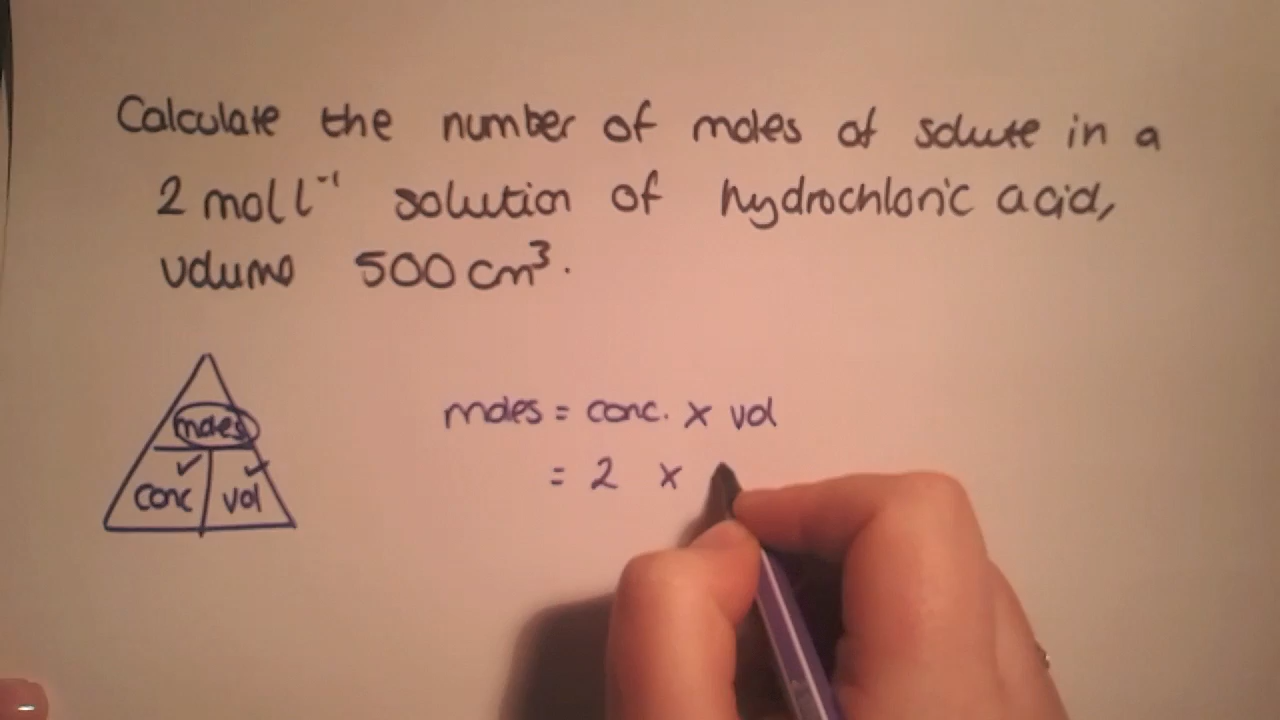 Calculate the number of moles of solute in a
2 mol l⁻¹ solution of hydrochloric acid,
volume 500 cm³.
moles
conc vol
moles = conc. x vol
= 2 x